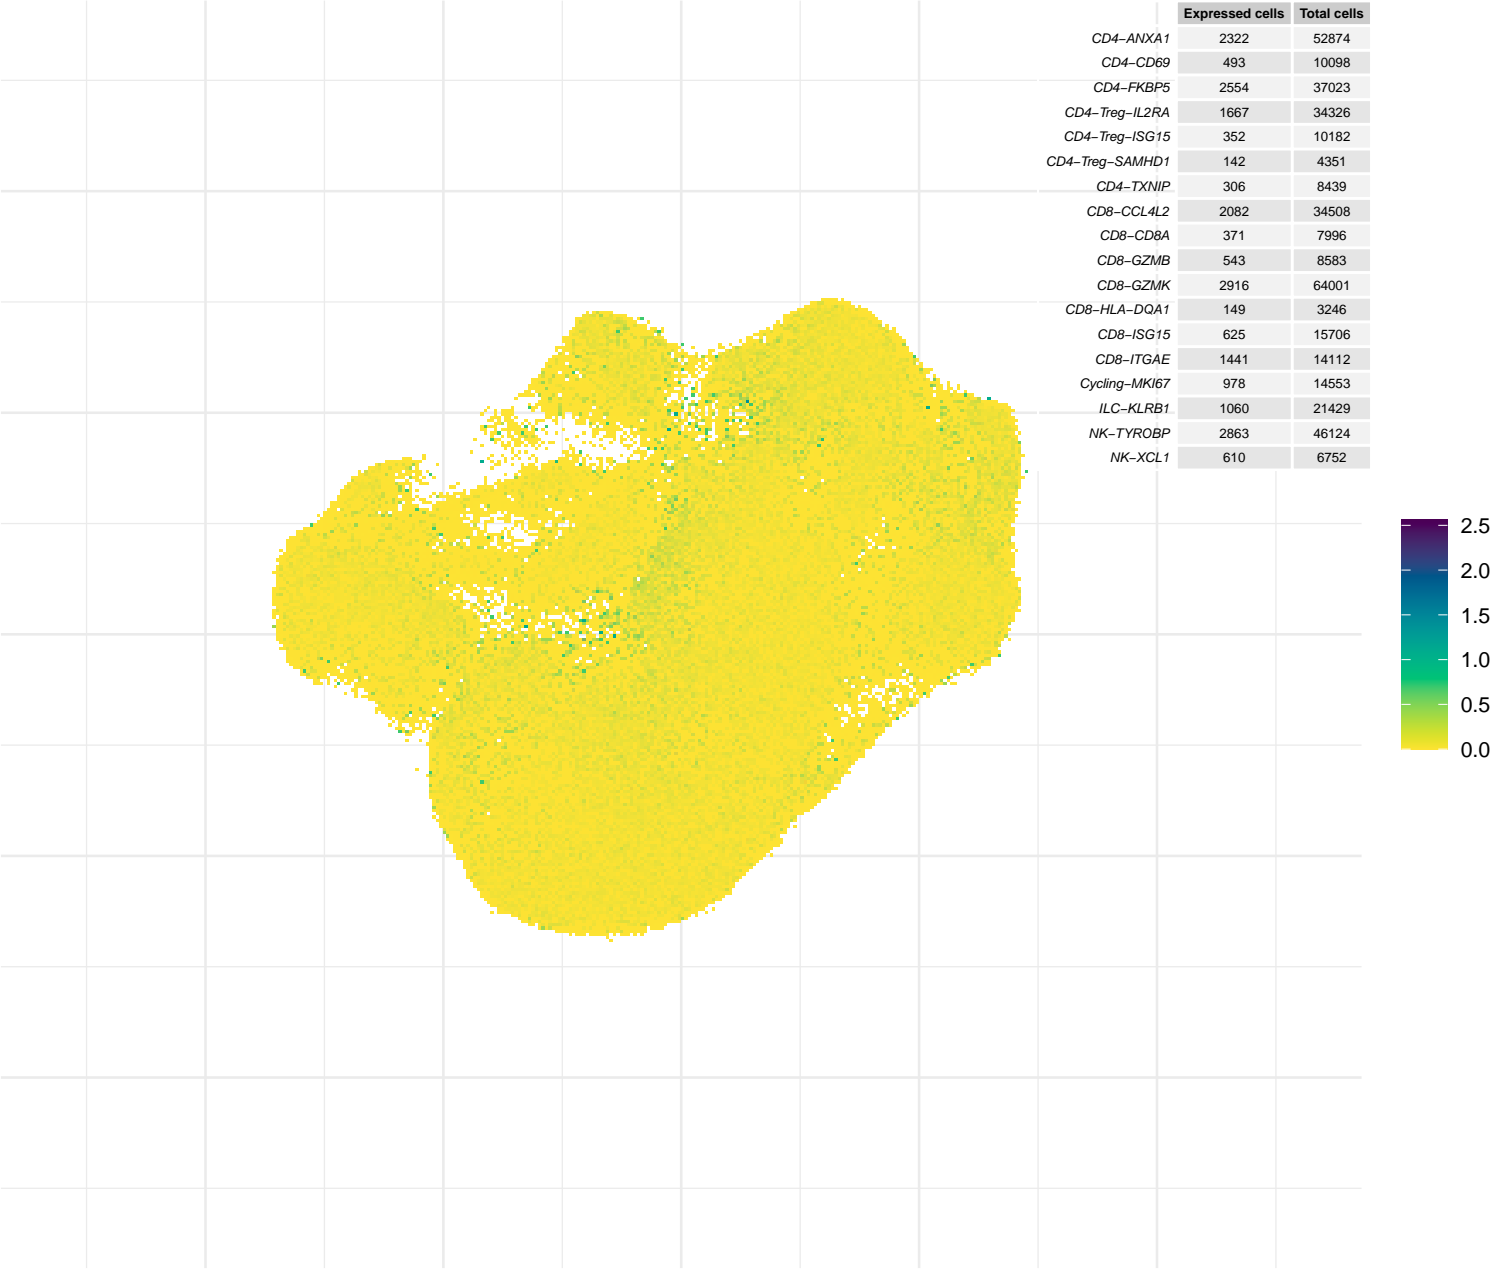 Expressed cells Total cells
CD4−ANXA1 2322 52874
CD4−CD69 493 10098
CD4−FKBP5 2554 37023
CD4−Treg−IL2RA 1667 34326
CD4−Treg−ISG15 352 10182
CD4−Treg−SAMHD1 142 4351
CD4−TXNIP 306 8439
CD8−CCL4L2 2082 34508
CD8−CD8A 371 7996
CD8−GZMB 543 8583
CD8−GZMK 2916 64001
CD8−HLA−DQA1 149 3246
CD8−ISG15 625 15706
CD8−ITGAE 1441 14112
Cycling−MKI67 978 14553
ILC−KLRB1 1060 21429
NK−TYROBP 2863 46124
NK−XCL1 610 6752
2.5
2.0
1.5
1.0
0.5
0.0